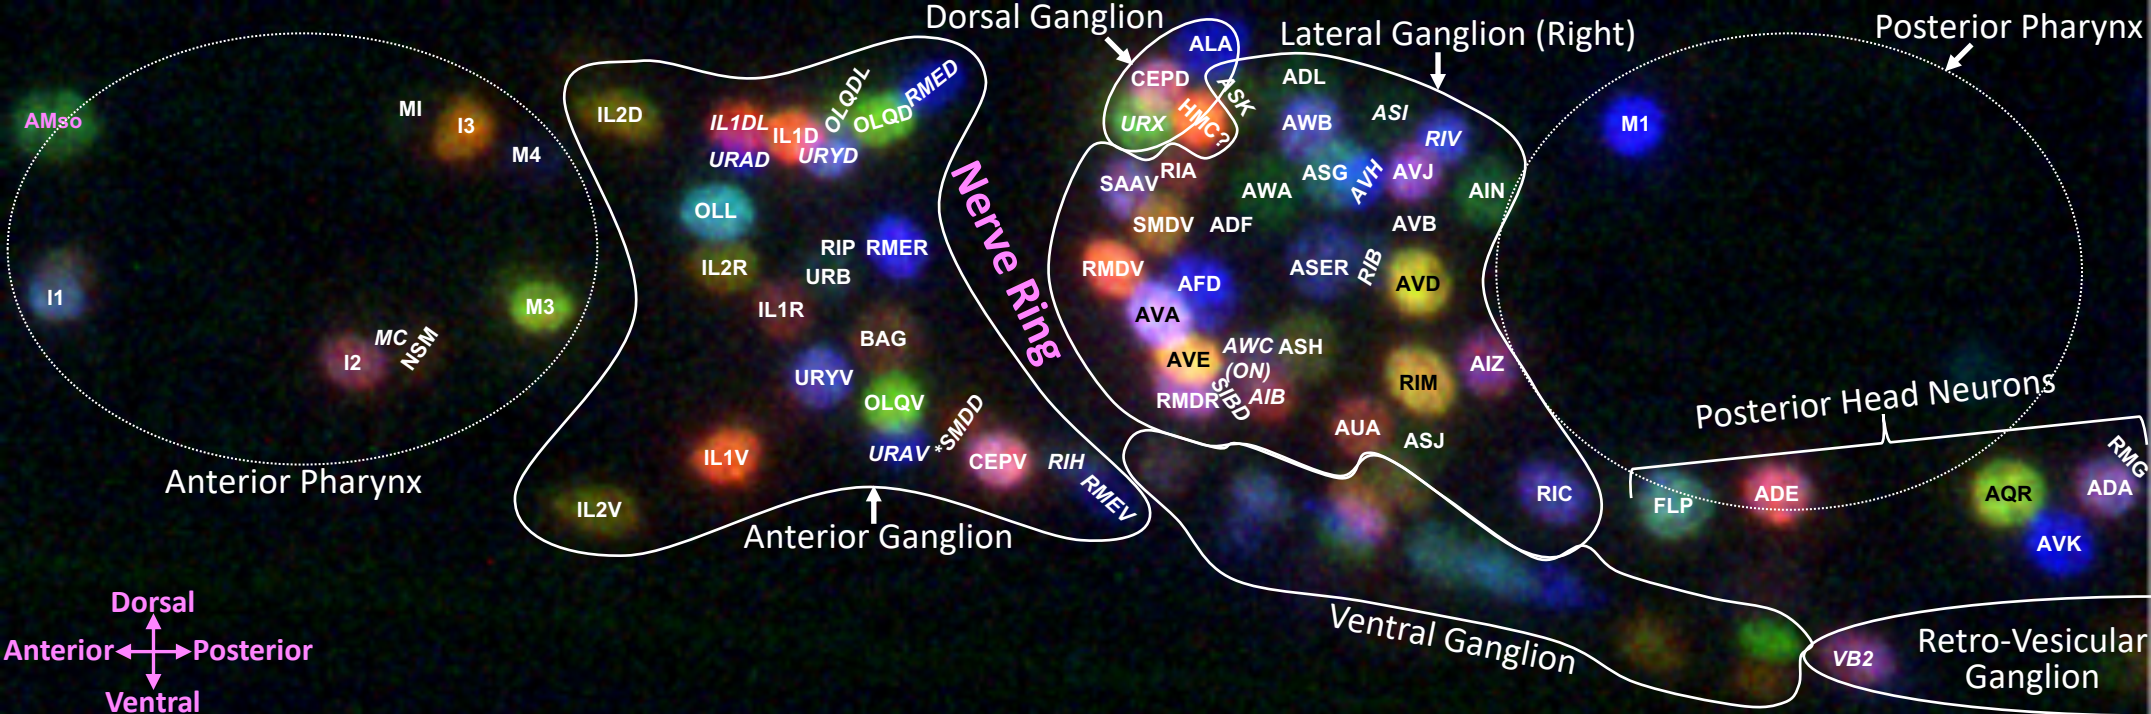 Dorsal Ganglion
Lateral Ganglion (Right)
Posterior Pharynx
ALA
CEPD
URX
HMC?
ASK
ADL
ASI
AWB
RIV
AMso
MI
I3
M4
I1
M3
I2
MC
NSM
Anterior Pharynx
IL2D
IL1DL
IL1D
OLQDL
OLQD
RMED
URAD
URYD
OLL
IL2R
RIP
RMER
URB
IL1R
BAG
URYV
OLQV
URAV
*SMDD
IL1V
CEPV
RIH
RMEV
IL2V
Anterior Ganglion
Nerve Ring
SAAV
RIA
SMDV
ADF
AWA
ASG
AVH
AVJ
AIN
AVB
RMDV
AFD
ASER
RIB
AVD
AVA
AVE
AWC
(ON)
ASH
RMDR
SIBD
AIB
RIM
AIZ
AUA
ASJ
RIC
M1
Posterior Head Neurons
FLP
ADE
AQR
ADA
RMG
AVK
Ventral Ganglion
VB2
Retro-Vesicular
Ganglion
Dorsal
Anterior
Posterior
Ventral